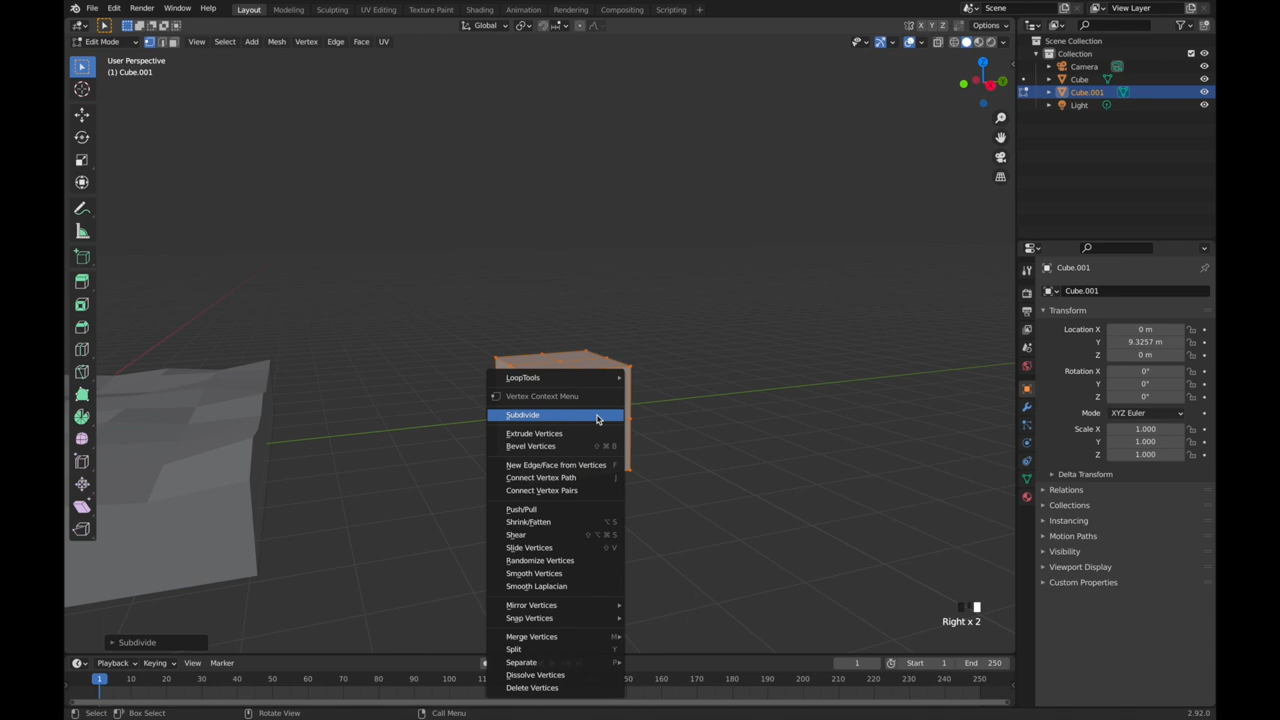 File Edit Render Window Help Layout Modeling Sculpting UV Editing Texture Paint Shading Animation Rendering Compositing Scripting + Scene View Layer
Global X Y Z Options
Edit Mode View Select Add Mesh Vertex Edge Face UV
User Perspective
(1) Cube.001
Z
Y
X
Scene Collection
Collection
Camera
Cube
Cube.001
Light
Cube.001
Cube.001
Transform
Location X 0 m
Y 9.3257 m
Z 0 m
Rotation X 0°
Y 0°
Z 0°
Mode XYZ Euler
Scale X 1.000
Y 1.000
Z 1.000
Delta Transform
Relations
Collections
Instancing
Motion Paths
Visibility
Viewport Display
Custom Properties
LoopTools
Vertex Context Menu
Subdivide
Extrude Vertices
Bevel Vertices ⇧ ⌘ B
New Edge/Face from Vertices F
Connect Vertex Path J
Connect Vertex Pairs
Push/Pull
Shrink/Fatten ⌥ S
Shear ⇧ ⌥ ⌘ S
Slide Vertices ⇧ V
Randomize Vertices
Smooth Vertices
Smooth Laplacian
Mirror Vertices
Snap Vertices
Merge Vertices M
Split Y
Separate P
Dissolve Vertices
Delete Vertices
Right x 2
Subdivide
Playback Keying View Marker 1 Start 1 End 250
1 10 20 30 40 50 60 70 80 90 100 110 150 160 170 180 190 200 210 220 230 240 250
Select Box Select Rotate View Call Menu 2.92.0